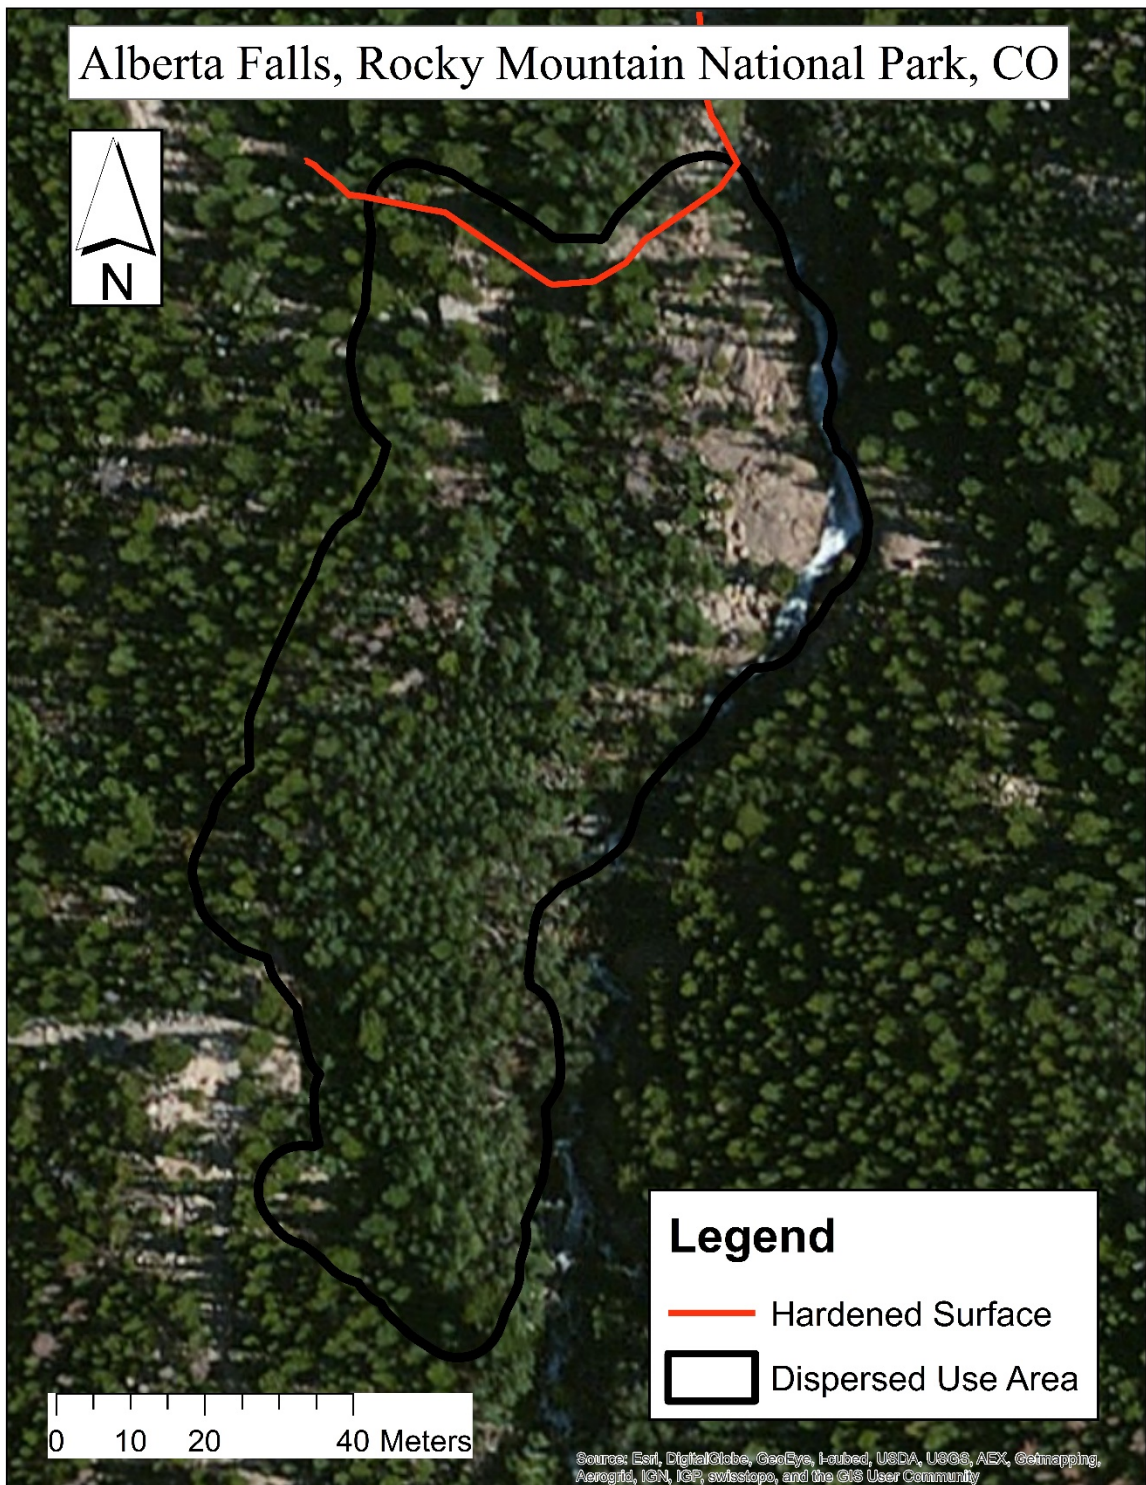 Alberta Falls, Rocky Mountain National Park, CO
N
Legend
Hardened Surface
Dispersed Use Area
0 10 20 40 Meters
Source: Esri, DigitalGlobe, GeoEye, i-cubed, USDA, USGS, AEX, Getmapping,
Aerogrid, IGN, IGP, swisstopo, and the GIS User Community